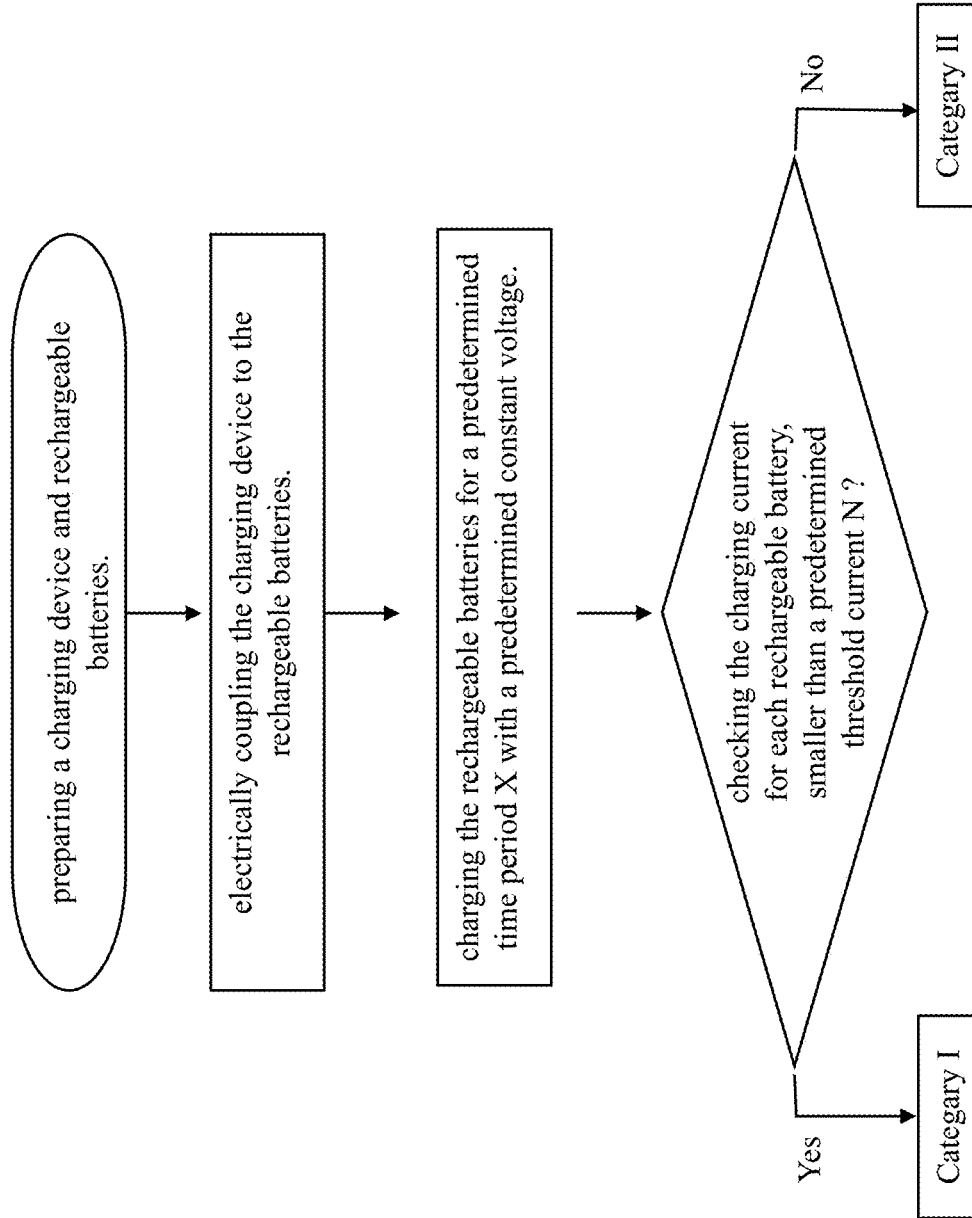 preparing a charging device and rechargeable
batteries.
electrically coupling the charging device to the
rechargeable batteries.
charging the rechargeable batteries for a predetermined
time period X with a predetermined constant voltage.
checking the charging current
for each rechargeable battery,
smaller than a predetermined
threshold current N ?
Yes
No
Categary I
Categary II